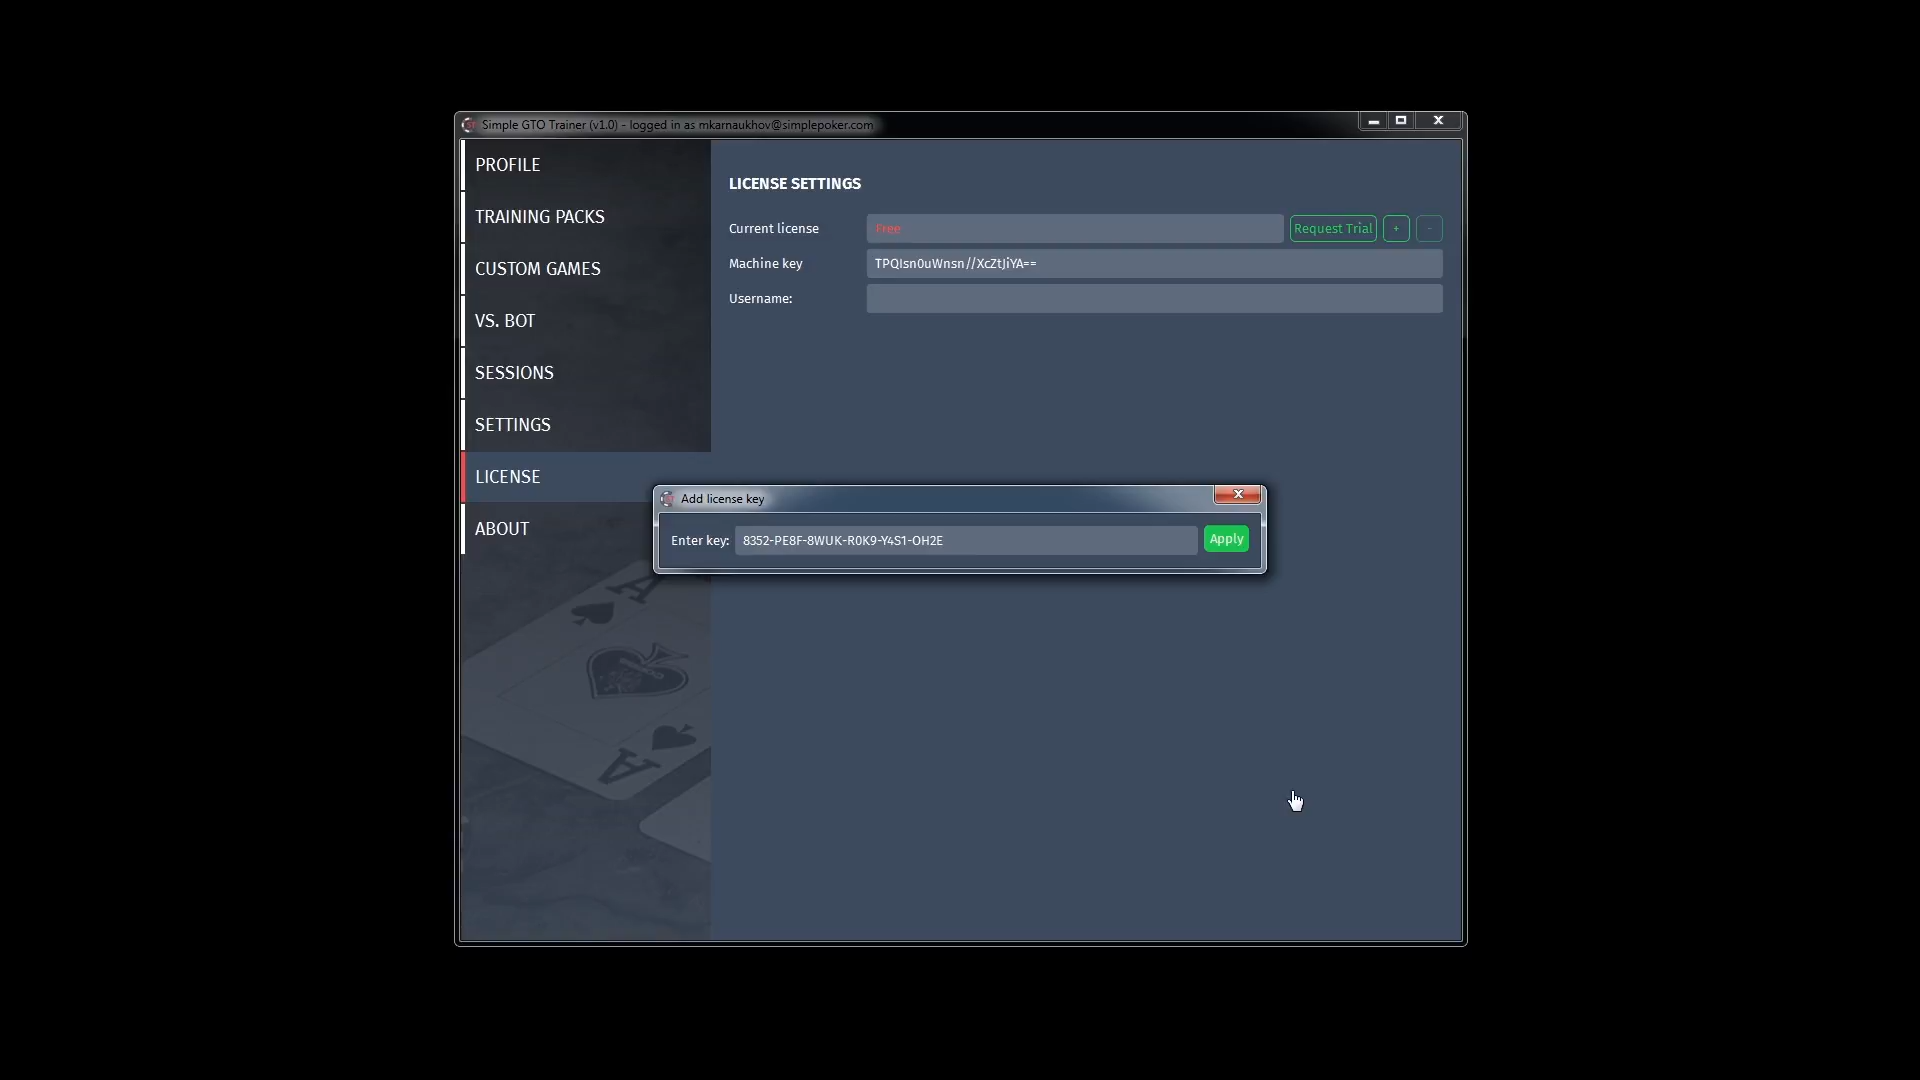 Simple GTO Trainer (v1.0) - logged in as mkarnaukhov@simplepoker.com
PROFILE
TRAINING PACKS
CUSTOM GAMES
VS. BOT
SESSIONS
SETTINGS
LICENSE
ABOUT
LICENSE SETTINGS
Current license Free Request Trial + -
Machine key TPQIsn0uWnsn//XcZtJiYA==
Username:
Add license key
Enter key: 8352-PE8F-8WUK-R0K9-Y4S1-OH2E Apply
A
A